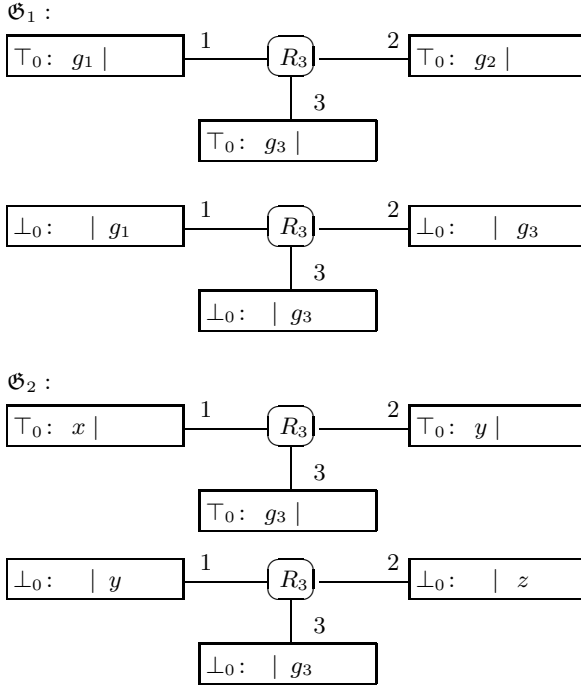 𝔊₁ :
1 2
⊤₀: g₁ | R₃ ⊤₀: g₂ |
3
⊤₀: g₃ |
1 2
⊥₀: | g₁ R₃ ⊥₀: | g₃
3
⊥₀: | g₃
𝔊₂ :
1 2
⊤₀: x | R₃ ⊤₀: y |
3
⊤₀: g₃ |
1 2
⊥₀: | y R₃ ⊥₀: | z
3
⊥₀: | g₃